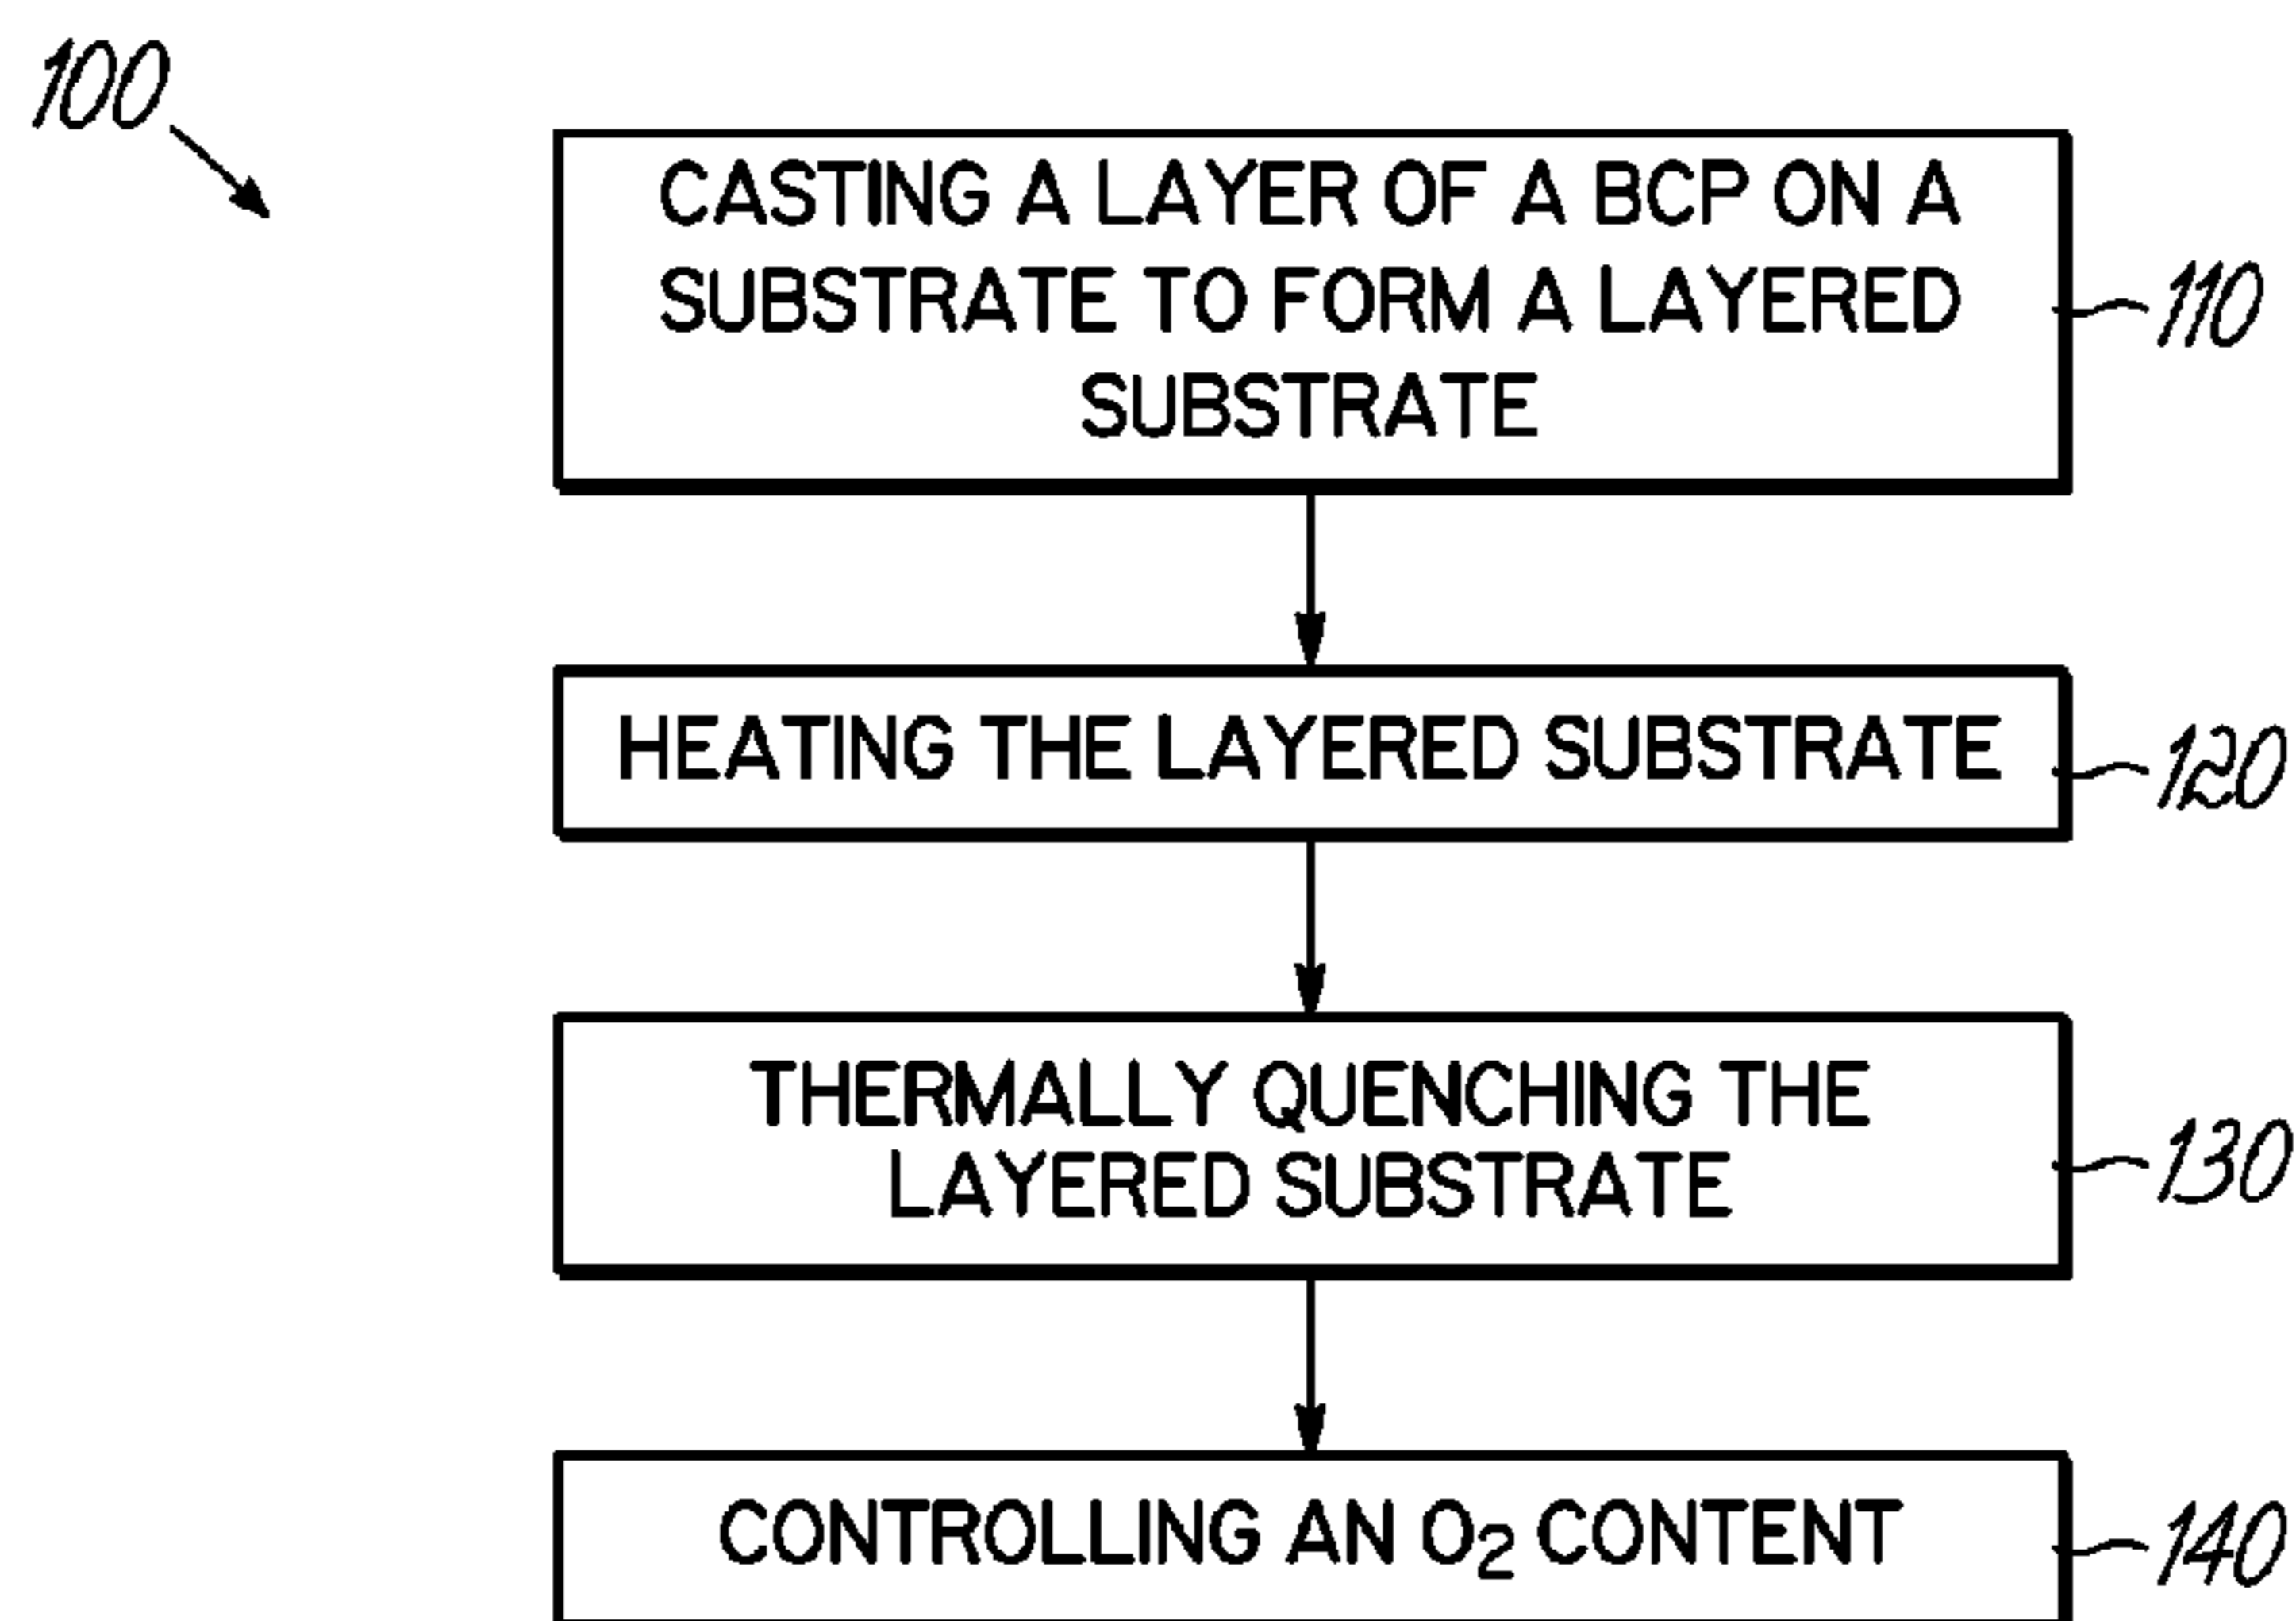 100
CASTING A LAYER OF A BCP ON A
SUBSTRATE TO FORM A LAYERED
SUBSTRATE
110
HEATING THE LAYERED SUBSTRATE
120
THERMALLY QUENCHING THE
LAYERED SUBSTRATE
130
CONTROLLING AN O₂ CONTENT
140